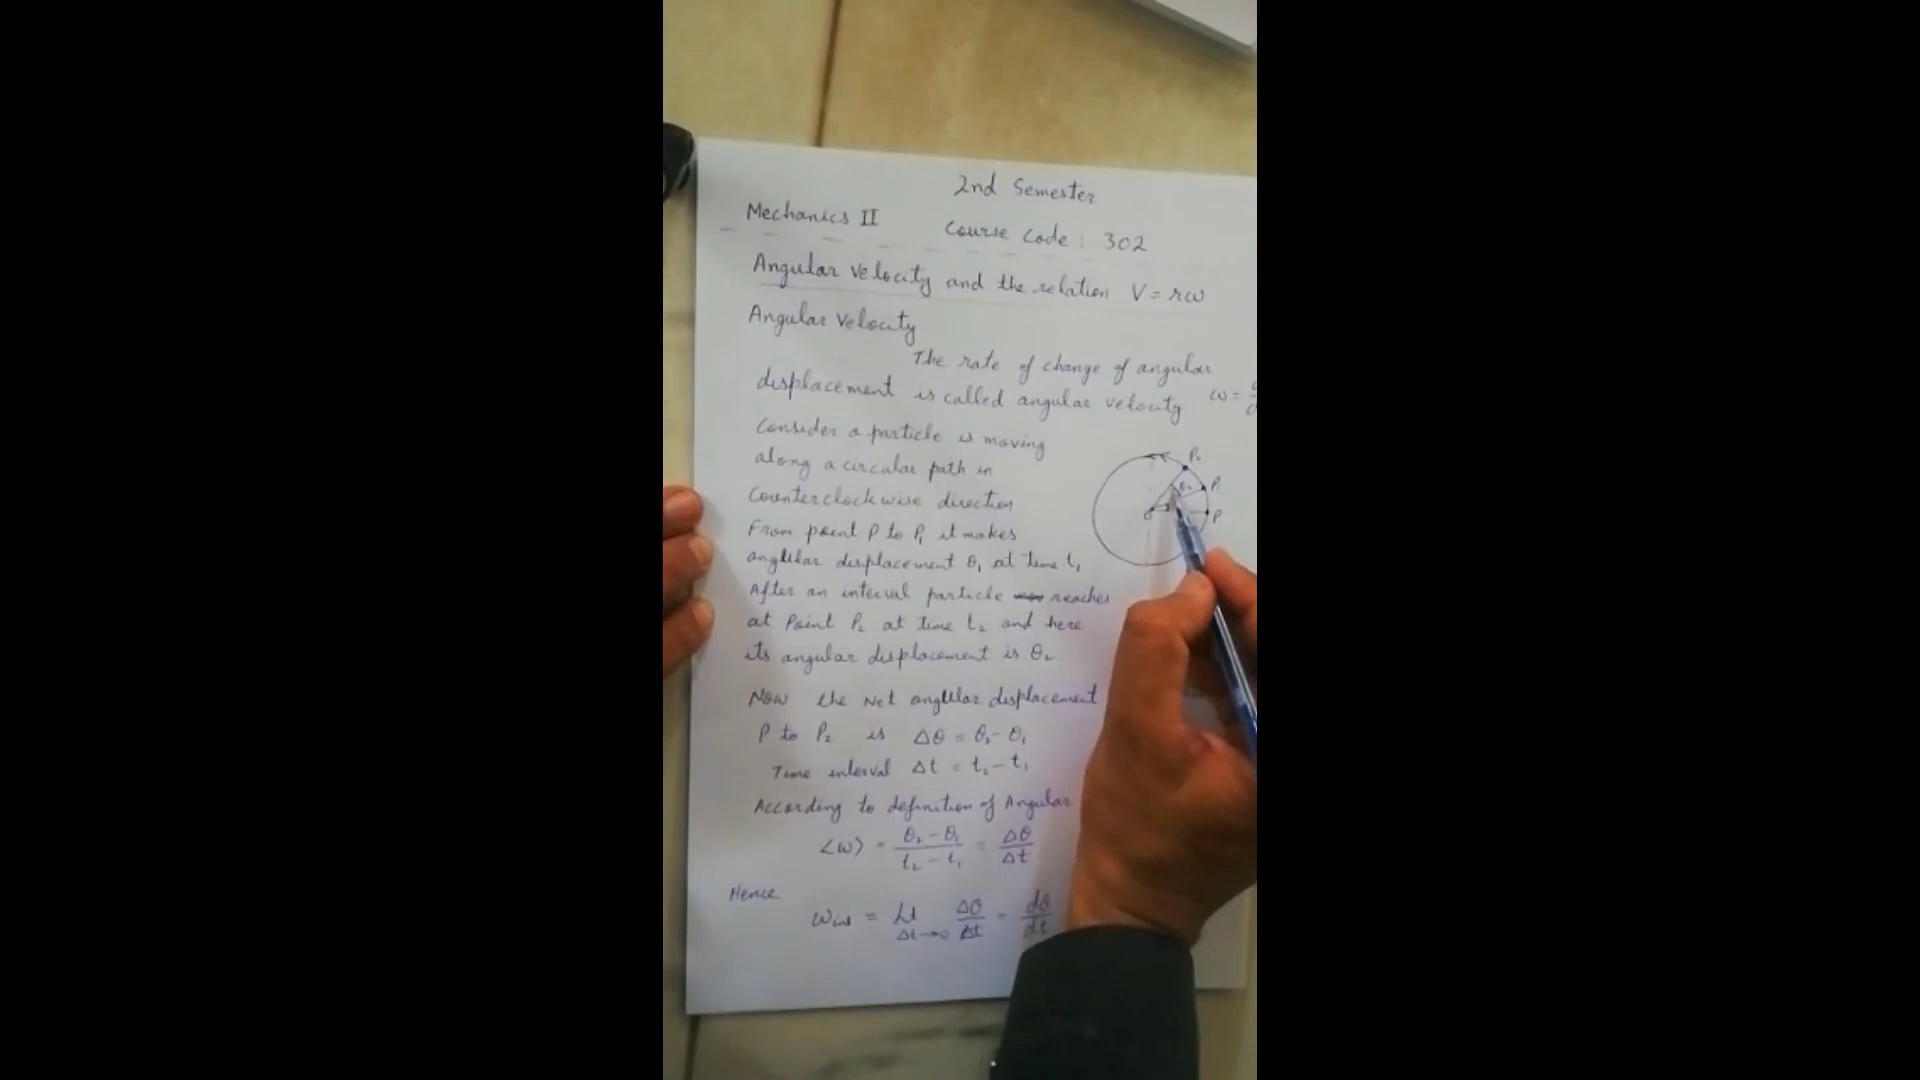 2nd Semester
Mechanics II
Course Code : 302
Angular Velocity and the relation V = rω
Angular Velocity
The rate of change of angular
displacement is called angular velocity ω =
Consider a particle is moving
along a circular path in
Counterclockwise direction
From point P to P₁ it makes
angular displacement θ₁ at time t₁
After an interval particle reaches
at Point P₂ at time t₂ and here
its angular displacement is θ₂
Now the Net angular displacement
P to P₂ is Δθ = θ₂ - θ₁
Time interval Δt = t₂ - t₁
According to definition of Angular
<ω> = θ₂ - θ₁ / t₂ - t₁ = Δθ / Δt
Hence
= Lt Δt→0 Δθ / Δt = dθ / dt
P₂
θ₂
P₁
O
P